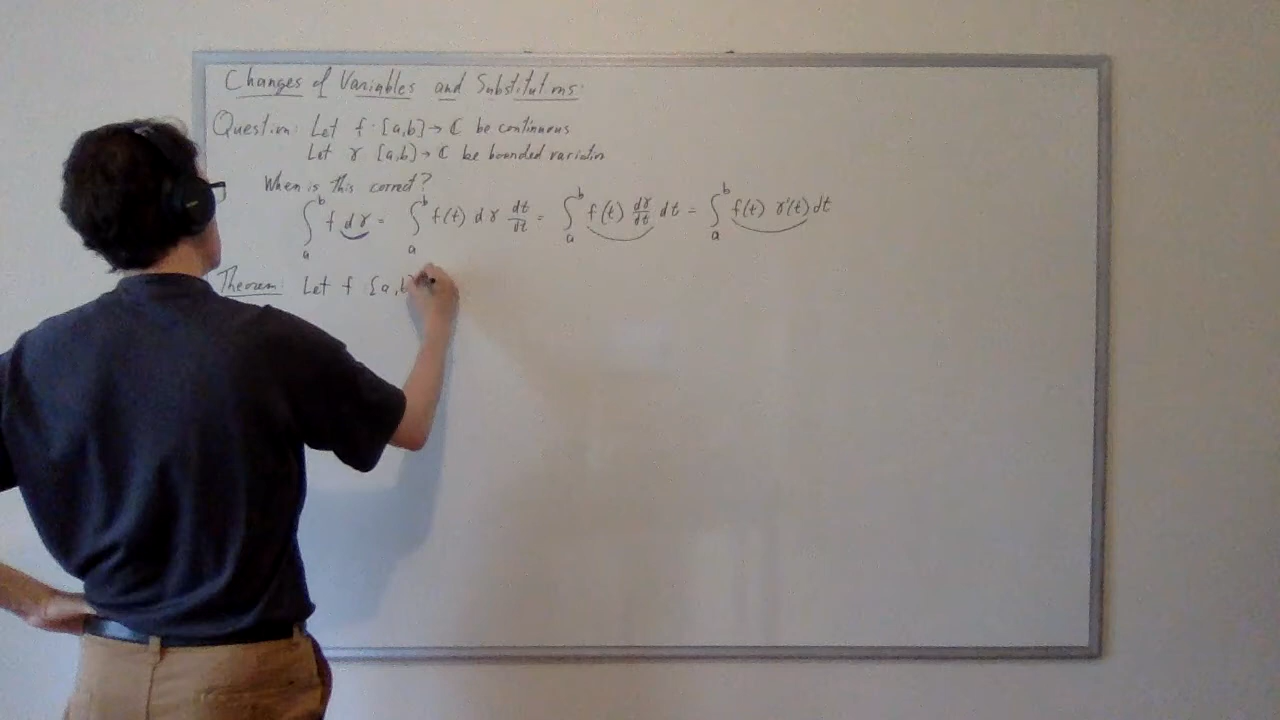 Changes of Variables and Substitutions:
Question: Let f : [a,b] → ℂ be continuous
Let γ [a,b] → ℂ be bounded variation
When is this correct?
∫_a^b f dγ = ∫_a^b f(t) dγ dt/dt = ∫_a^b f(t) dγ/dt dt = ∫_a^b f(t) γ'(t) dt
Theorem: Let f : [a,b]